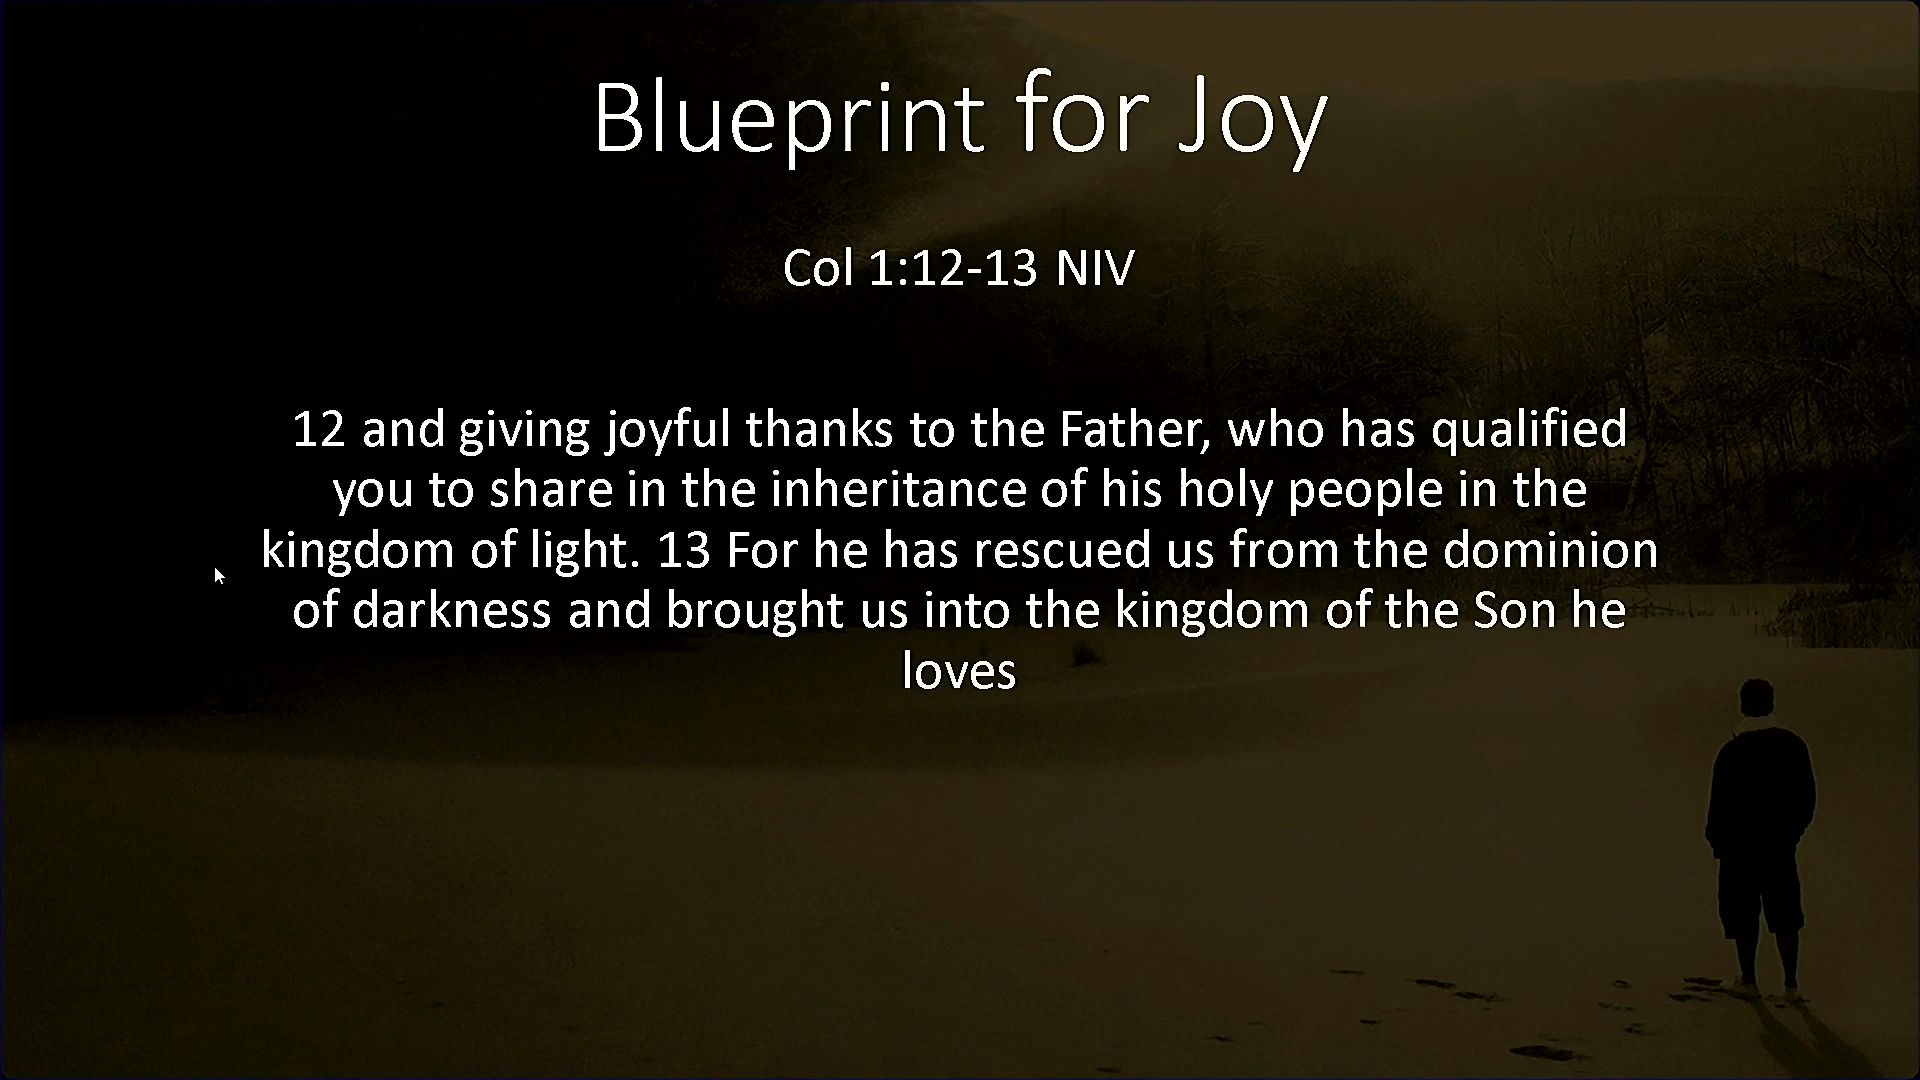 Blueprint for Joy
Col 1:12-13 NIV
12 and giving joyful thanks to the Father, who has qualified
you to share in the inheritance of his holy people in the
kingdom of light. 13 For he has rescued us from the dominion
of darkness and brought us into the kingdom of the Son he
loves